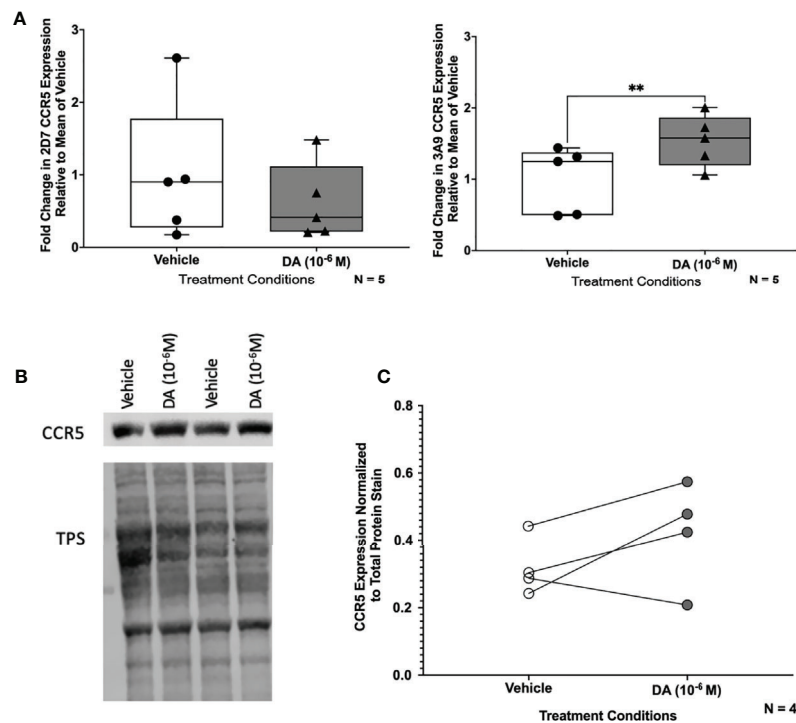 A
Fold Change in 2D7 CCR5 Expression
Relative to Mean of Vehicle
3
2
1
0
Vehicle
DA (10⁻⁶ M)
Treatment Conditions
N = 5
Fold Change in 3A9 CCR5 Expression
Relative to Mean of Vehicle
3
2
1
0
**
Vehicle
DA (10⁻⁶ M)
Treatment Conditions
N = 5
B
Vehicle
DA (10⁻⁶M)
Vehicle
DA (10⁻⁶M)
CCR5
TPS
C
CCR5 Expression Normalized
to Total Protein Stain
0.8
0.6
0.4
0.2
0.0
Vehicle
DA (10⁻⁶ M)
Treatment Conditions
N = 4